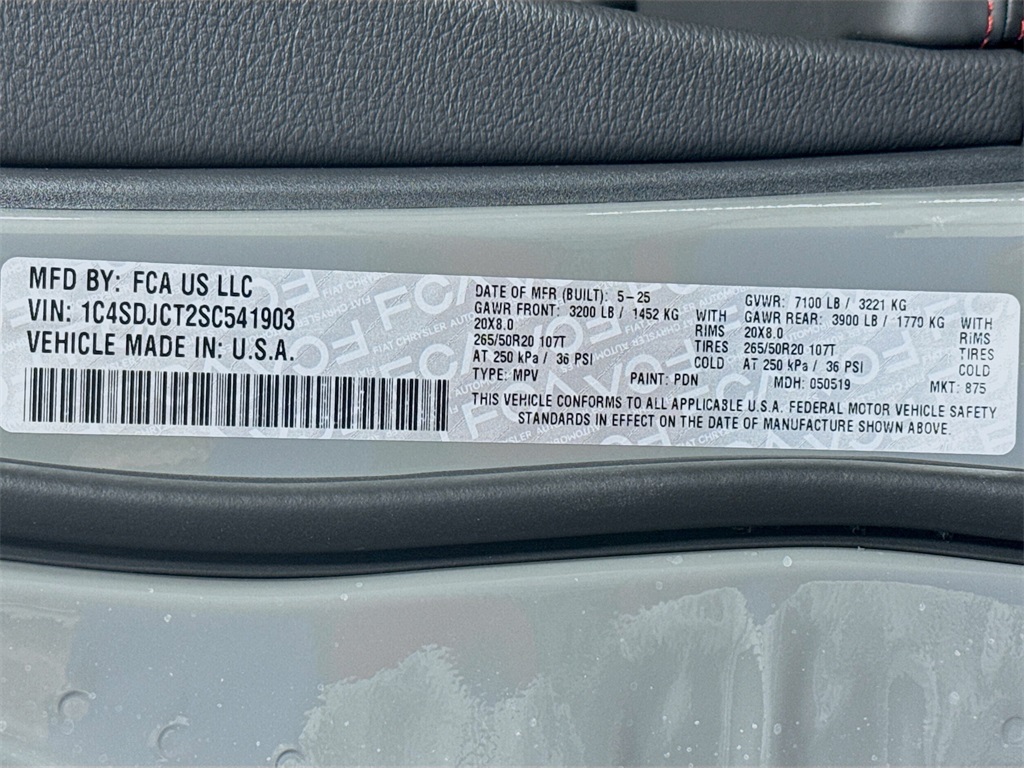 MFD BY: FCA US LLC
VIN: 1C4SDJCT2SC541903
VEHICLE MADE IN: U.S.A.
DATE OF MFR (BUILT): 5-25
GAWR FRONT: 3200 LB / 1452 KG WITH
20X8.0 RIMS
265/50R20 107T TIRES
AT 250 kPa / 36 PSI COLD
TYPE: MPV PAINT: PDN
GVWR: 7100 LB / 3221 KG
GAWR REAR: 3900 LB / 1770 KG WITH
20X8.0 RIMS
265/50R20 107T TIRES
AT 250 kPa / 36 PSI COLD
MDH: 050519 MKT: 875
THIS VEHICLE CONFORMS TO ALL APPLICABLE U.S.A. FEDERAL MOTOR VEHICLE SAFETY
STANDARDS IN EFFECT ON THE DATE OF MANUFACTURE SHOWN ABOVE.